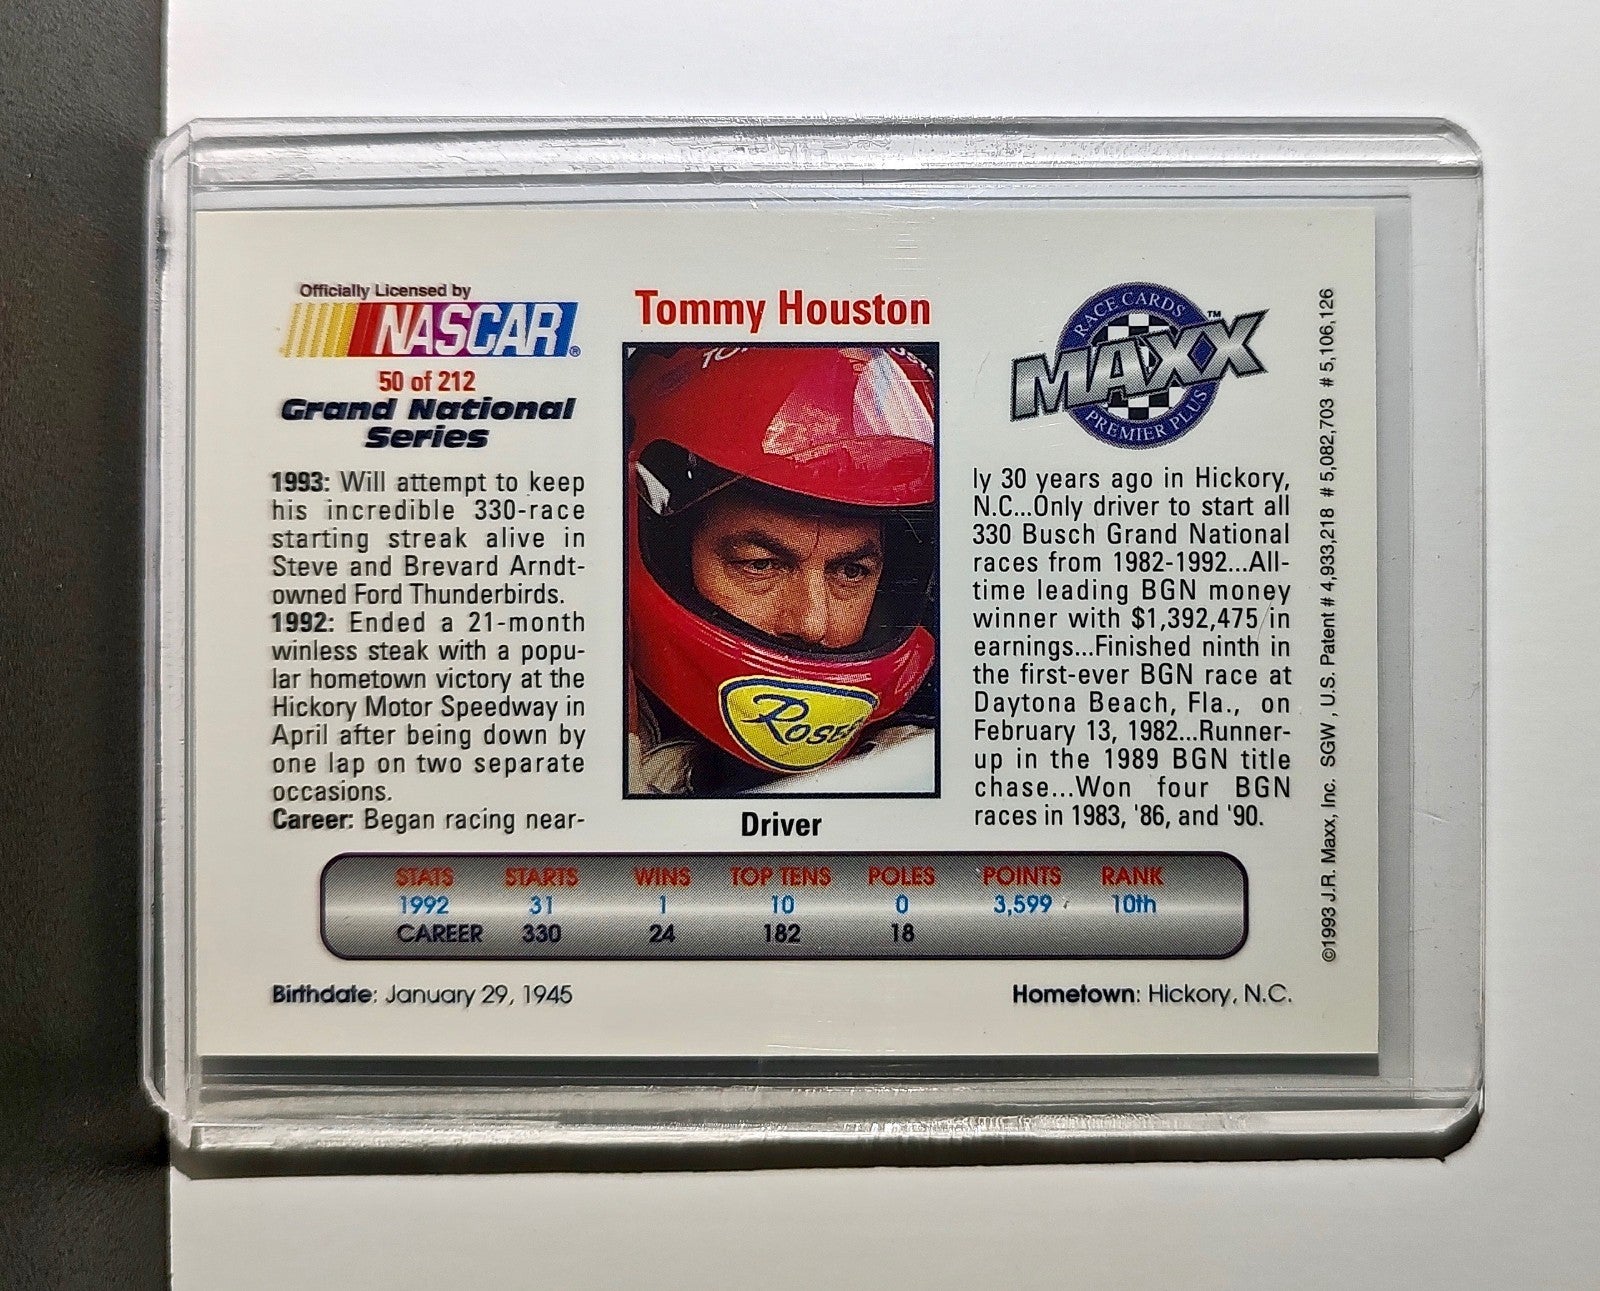 Officially Licensed by
NASCAR®
50 of 212
Grand National
Series
1993: Will attempt to keep
his incredible 330-race
starting streak alive in
Steve and Brevard Arndt-
owned Ford Thunderbirds.
1992: Ended a 21-month
winless steak with a popu-
lar hometown victory at the
Hickory Motor Speedway in
April after being down by
one lap on two separate
occasions.
Career: Began racing near-
Tommy Houston
ROSE
Driver
RACE CARDS
MAXX™
PREMIER PLUS
ly 30 years ago in Hickory,
N.C...Only driver to start all
330 Busch Grand National
races from 1982-1992...All-
time leading BGN money
winner with $1,392,475 in
earnings...Finished ninth in
the first-ever BGN race at
Daytona Beach, Fla., on
February 13, 1982...Runner-
up in the 1989 BGN title
chase...Won four BGN
races in 1983, '86, and '90.
STATS STARTS WINS TOP TENS POLES POINTS RANK
1992 31 1 10 0 3,599 10th
CAREER 330 24 182 18
Birthdate: January 29, 1945
Hometown: Hickory, N.C.
©1993 J.R. Maxx, Inc. SGW, U.S. Patent # 4,933,218 # 5,082,703 # 5,106,126